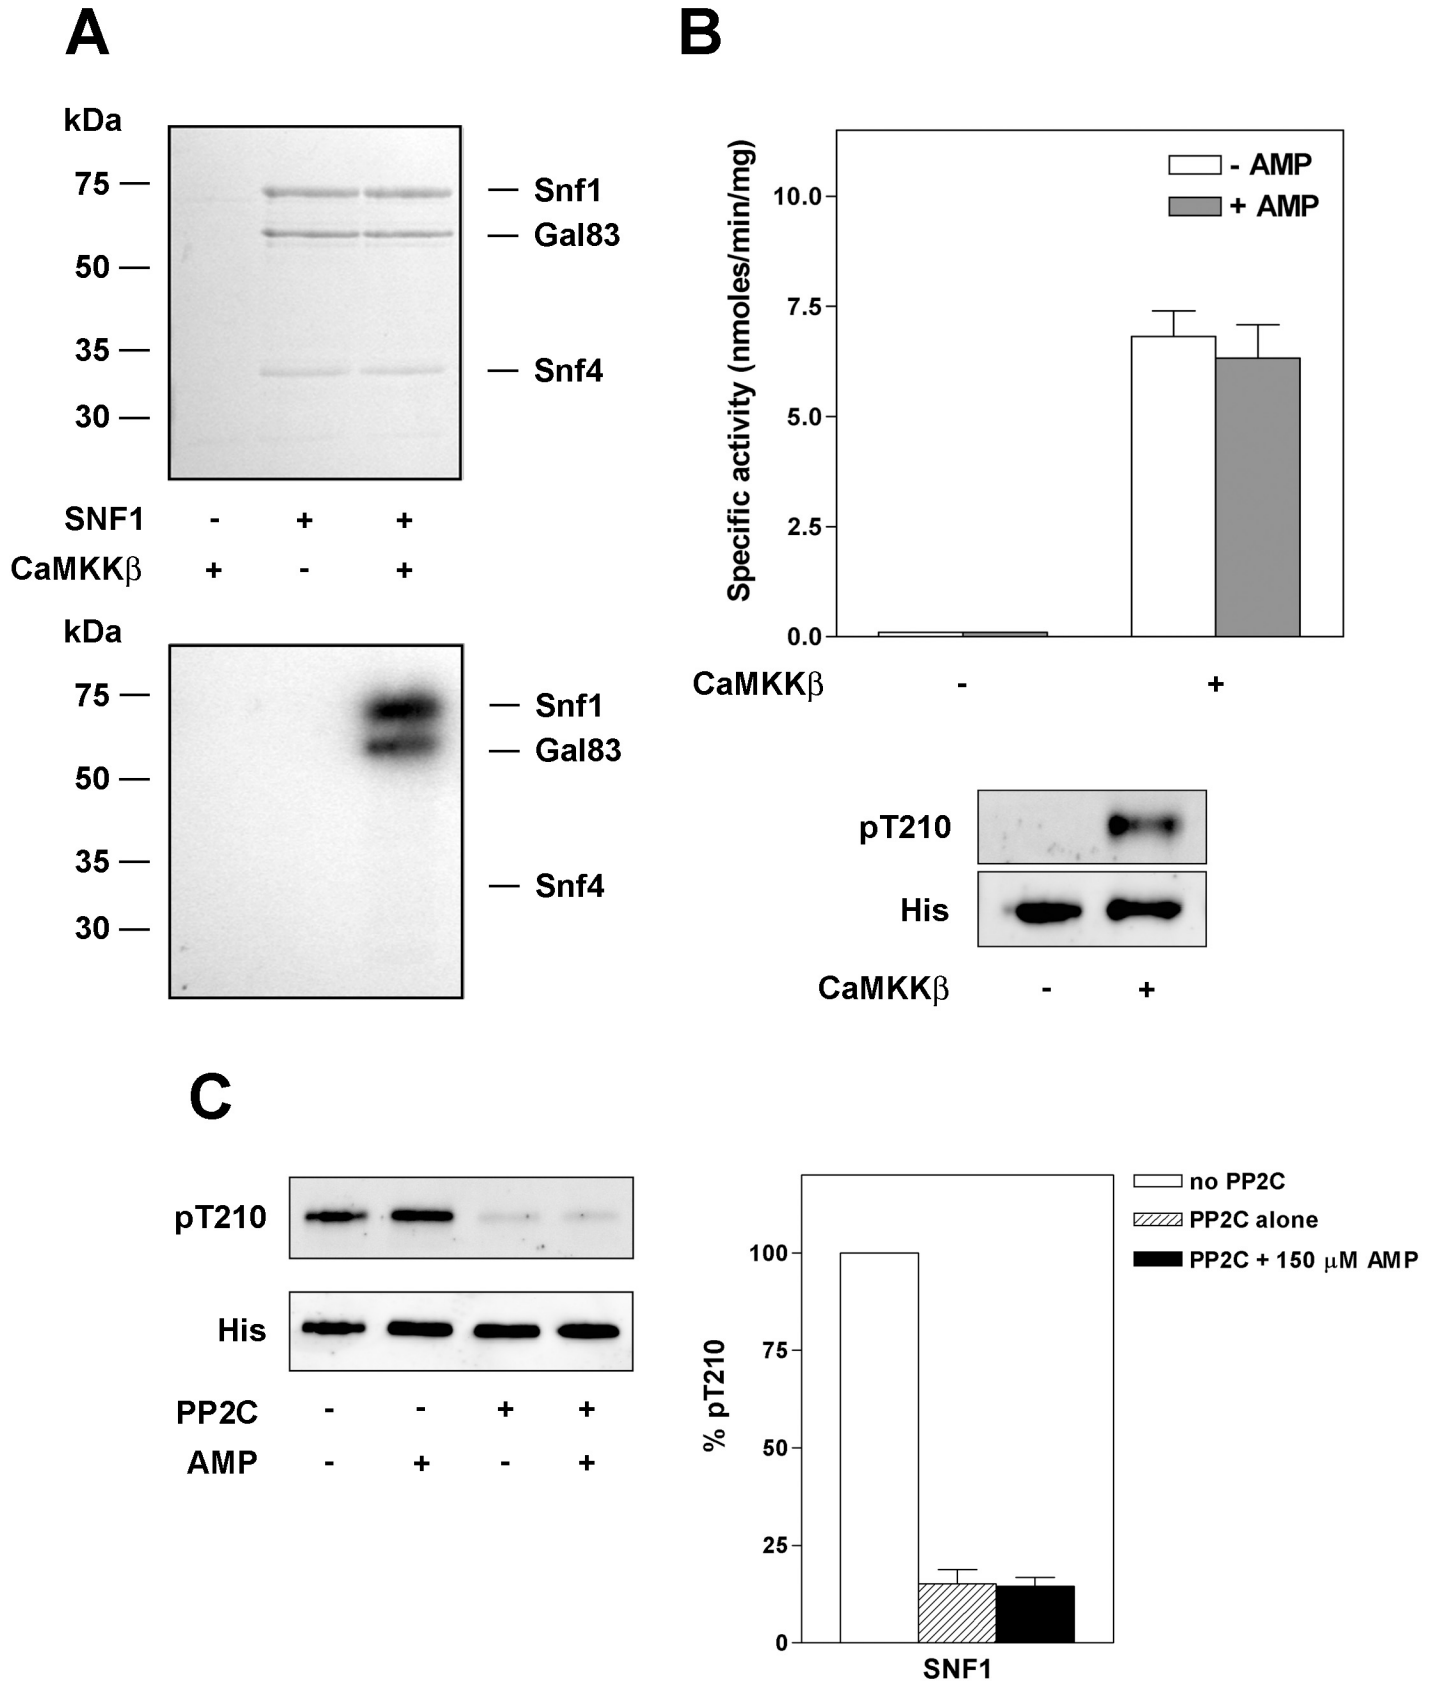 A
kDa
75
50
35
30
Snf1
Gal83
Snf4
SNF1 - + +
CaMKKβ + - +
kDa
75
50
35
30
Snf1
Gal83
Snf4
B
Specific activity (nmoles/min/mg)
10.0
7.5
5.0
2.5
0.0
- AMP
+ AMP
CaMKKβ - +
pT210
His
CaMKKβ - +
C
pT210
His
PP2C - - + +
AMP - + - +
% pT210
100
75
50
25
0
SNF1
no PP2C
PP2C alone
PP2C + 150 µM AMP